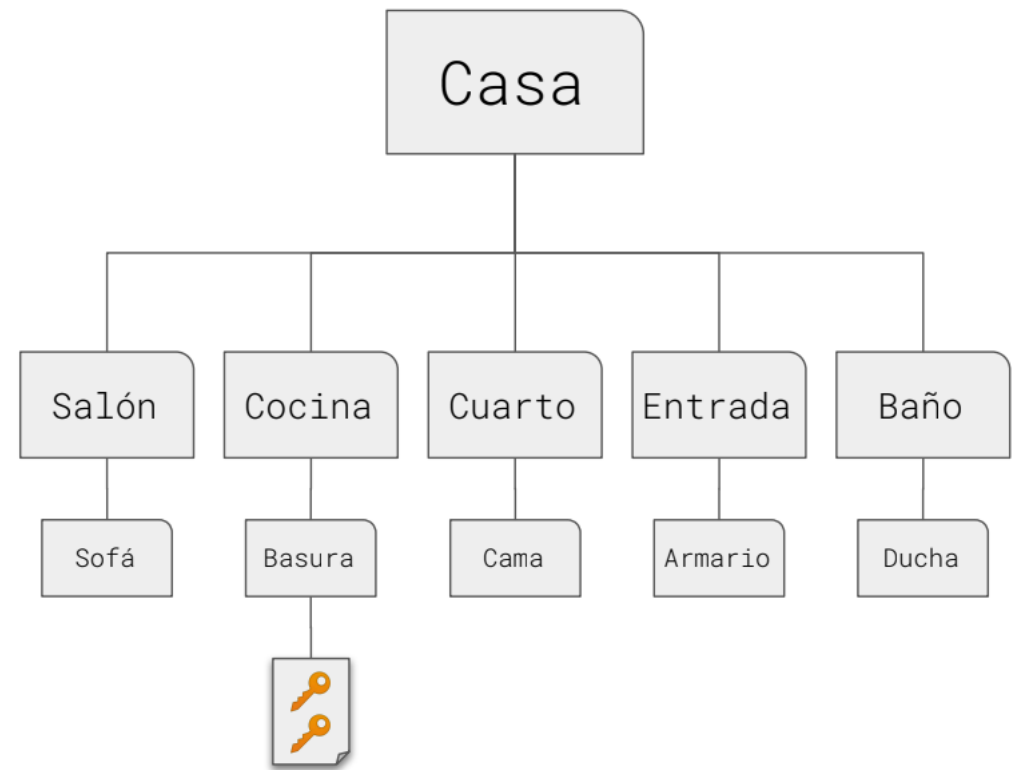 Casa
Salón
Cocina
Cuarto
Entrada
Baño
Sofá
Basura
Cama
Armario
Ducha